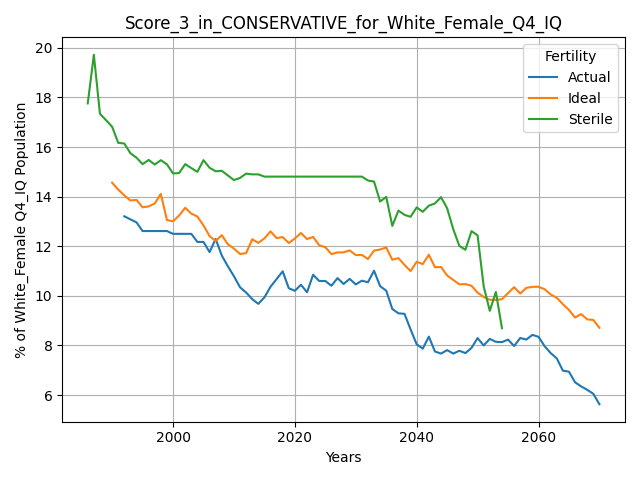 Score_3_in_CONSERVATIVE_for_White_Female_Q4_IQ
% of White_Female Q4_IQ Population
20
18
16
14
12
10
8
6
Fertility
Actual
Ideal
Sterile
2000 2020 2040 2060
Years